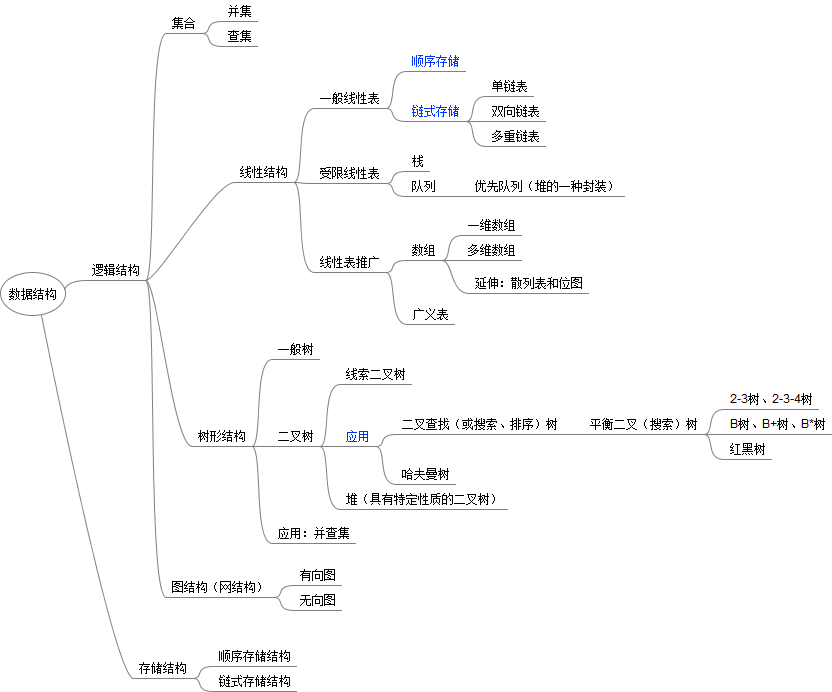 数据结构
逻辑结构
集合
并集
查集
线性结构
一般线性表
顺序存储
链式存储
单链表
双向链表
多重链表
受限线性表
栈
队列
优先队列（堆的一种封装）
线性表推广
数组
一维数组
多维数组
延伸：散列表和位图
广义表
树形结构
一般树
二叉树
线索二叉树
应用
二叉查找（或搜索、排序）树
平衡二叉（搜索）树
2-3树、2-3-4树
B树、B+树、B*树
红黑树
哈夫曼树
堆（具有特定性质的二叉树）
应用：并查集
图结构（网结构）
有向图
无向图
存储结构
顺序存储结构
链式存储结构